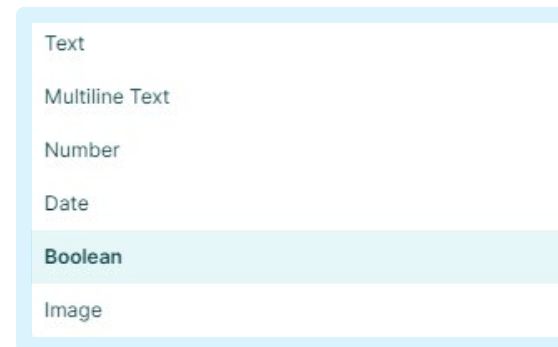 Text
Multiline Text
Number
Date
Boolean
Image